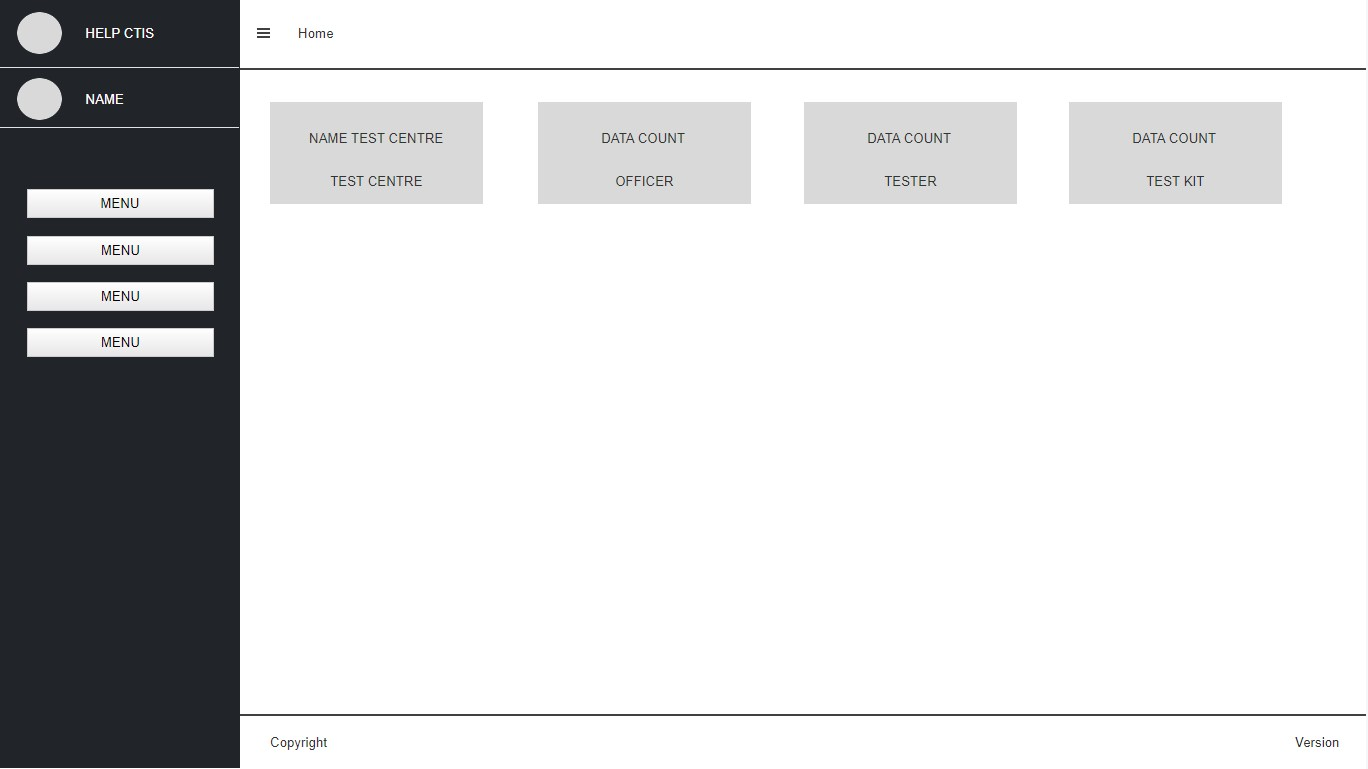 HELP CTIS
Home
NAME
NAME TEST CENTRE
TEST CENTRE
DATA COUNT
OFFICER
DATA COUNT
TESTER
DATA COUNT
TEST KIT
MENU
MENU
MENU
MENU
Copyright
Version